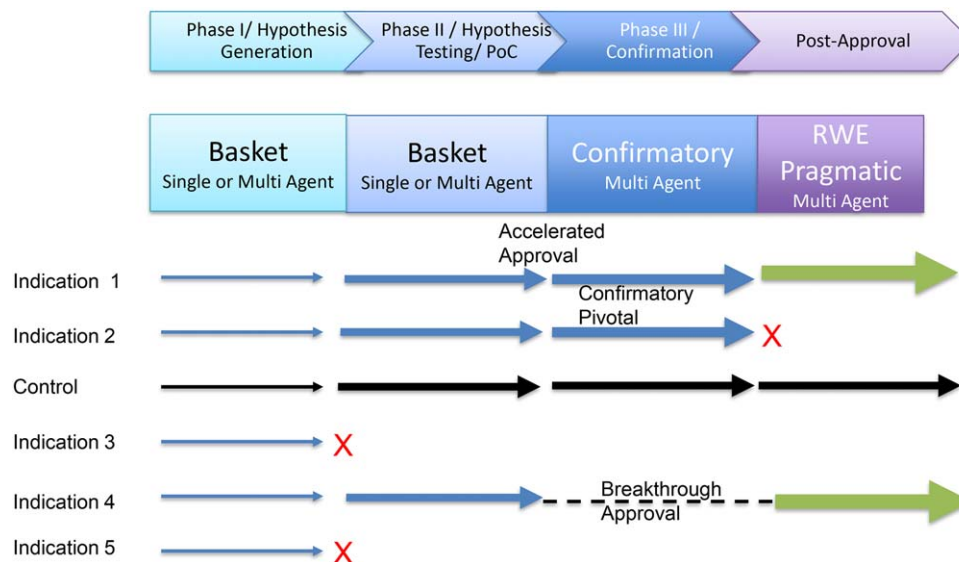 Phase I/ Hypothesis
Generation
Phase II / Hypothesis
Testing/ PoC
Phase III /
Confirmation
Post-Approval
Basket
Single or Multi Agent
Basket
Single or Multi Agent
Confirmatory
Multi Agent
RWE
Pragmatic
Multi Agent
Accelerated
Approval
Indication 1
Confirmatory
Pivotal
Indication 2
X
Control
Indication 3
X
Indication 4
Breakthrough
Approval
Indication 5
X